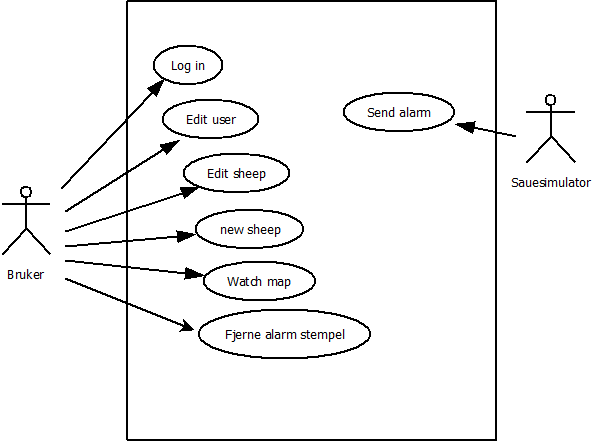 Log in
Edit user
Send alarm
Edit sheep
Sauesimulator
new sheep
Bruker
Watch map
Fjerne alarm stempel